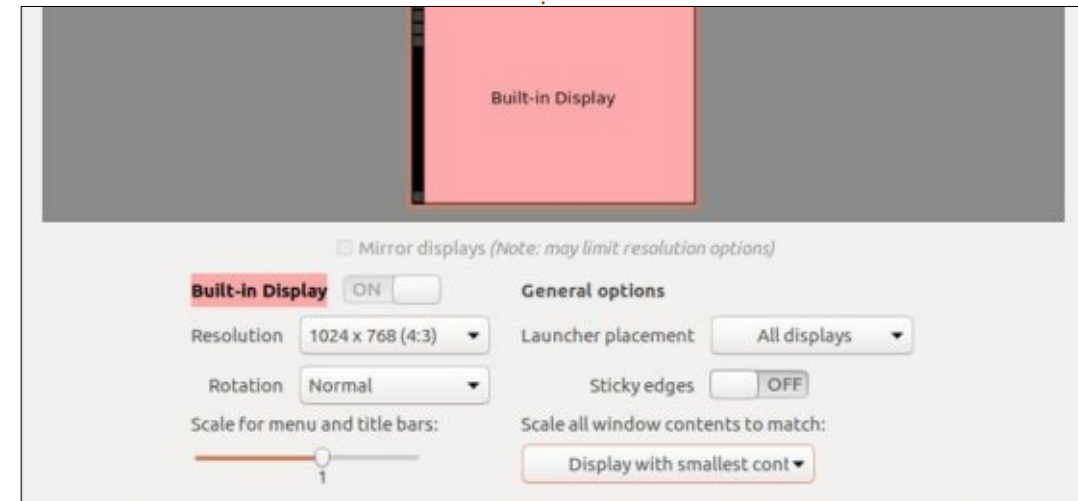 Built-in Display
Mirror displays (Note: may limit resolution options)
Built-in Display ON
General options
Resolution 1024 x 768 (4:3)
Launcher placement All displays
Rotation Normal
Sticky edges OFF
Scale for menu and title bars:
Scale all window contents to match:
1
Display with smallest cont